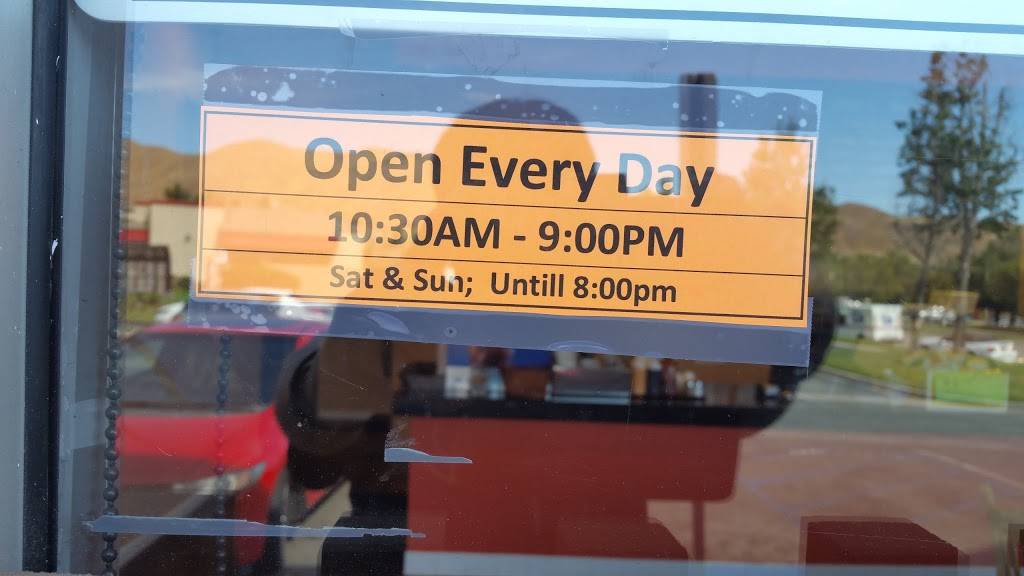 Open Every Day
10:30AM - 9:00PM
Sat & Sun; Untill 8:00pm